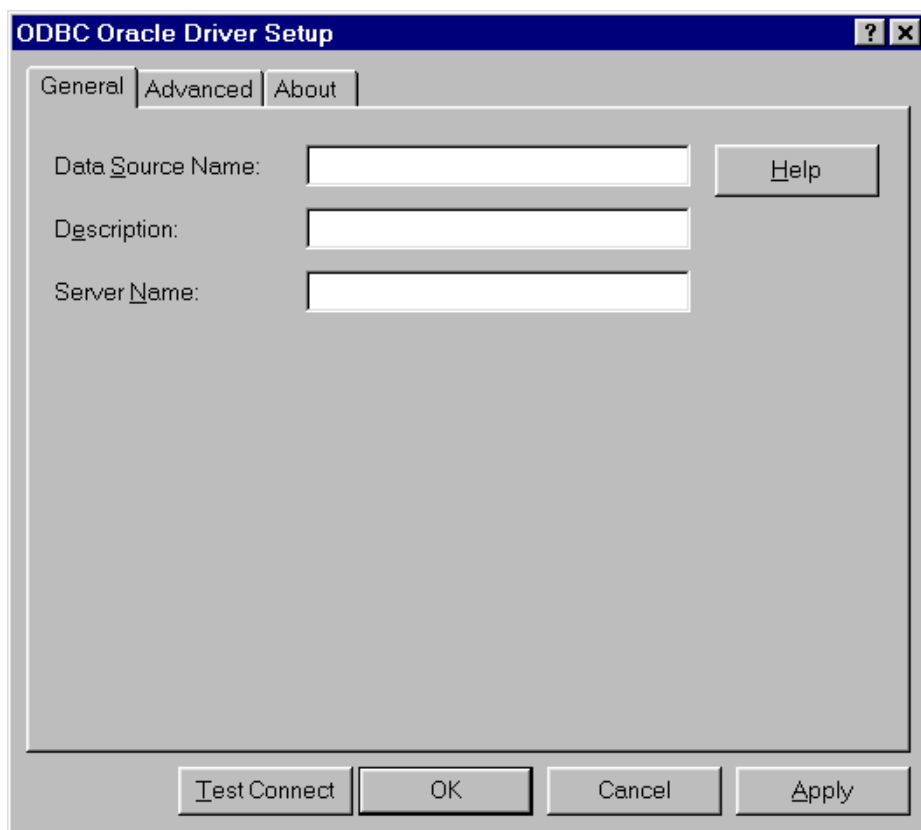 ODBC Oracle Driver Setup ?
General Advanced About
Data Source Name: Help
Description:
Server Name:
Test Connect OK Cancel Apply